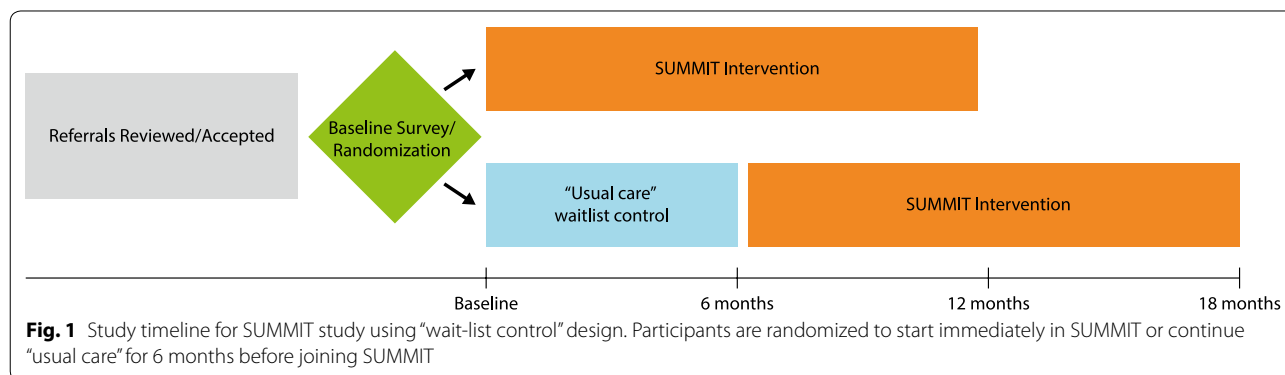 SUMMIT Intervention
Referrals Reviewed/Accepted
Baseline Survey/
Randomization
"Usual care"
waitlist control
SUMMIT Intervention
Baseline
6 months
12 months
18 months
Fig. 1 Study timeline for SUMMIT study using “wait-list control” design. Participants are randomized to start immediately in SUMMIT or continue
“usual care” for 6 months before joining SUMMIT